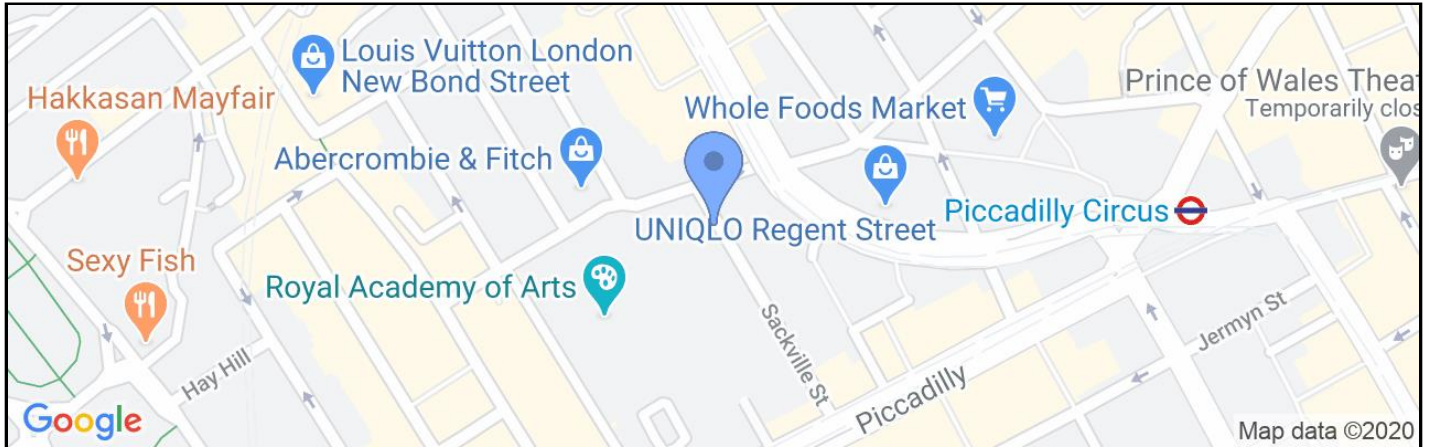 Louis Vuitton London
New Bond Street
Hakkasan Mayfair
Whole Foods Market
Prince of Wales Theat
Temporarily clos
Abercrombie & Fitch
Piccadilly Circus
UNIQLO Regent Street
Sexy Fish
Royal Academy of Arts
Sackville St
Jermyn St
Hay Hill
Piccadilly
Google
Map data ©2020